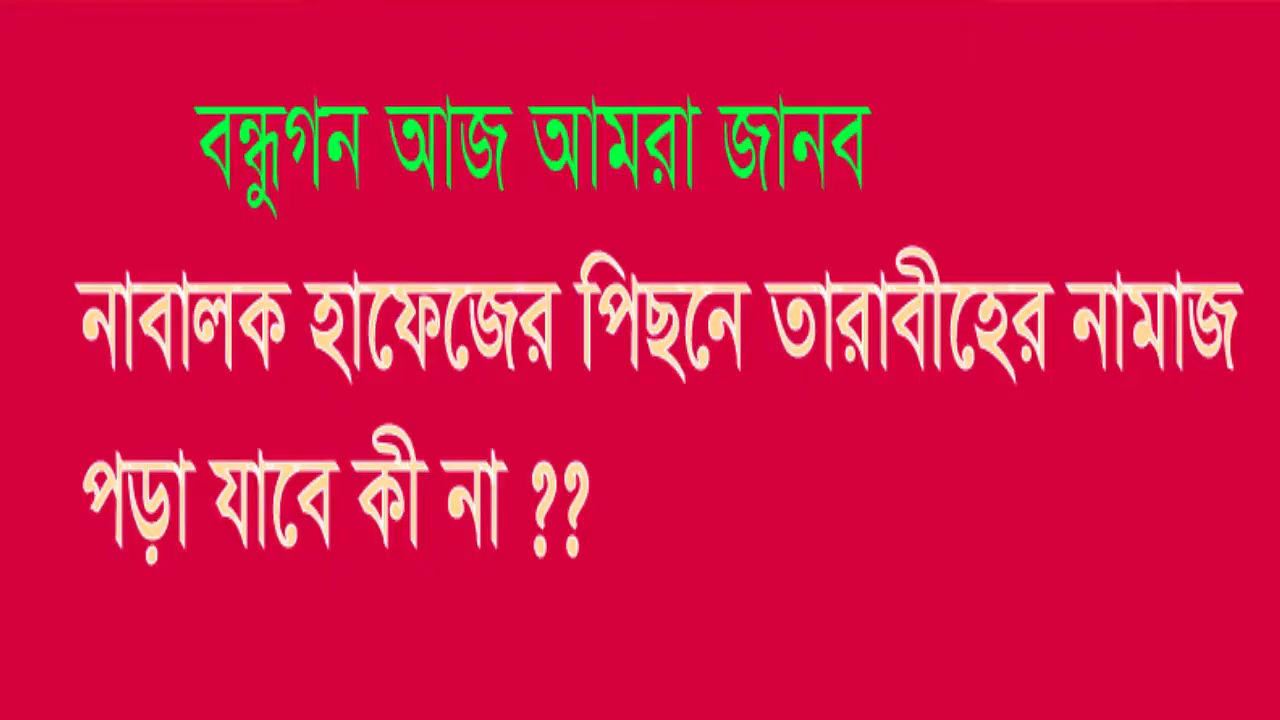 বন্ধুগন আজ আমরা জানব
নাবালক হাফেজের পিছনে তারাবীহের নামাজ
পড়া যাবে কী না ??